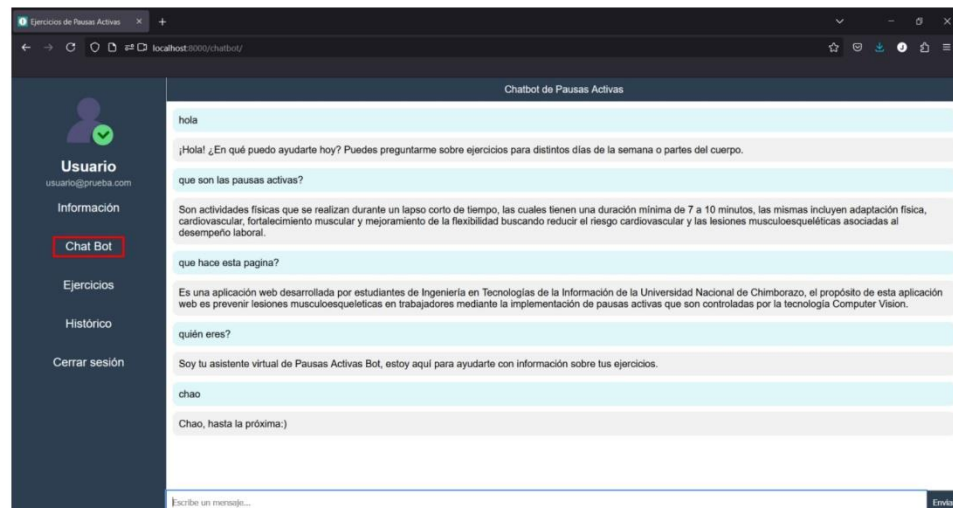 Ejercicios de Pausas Activas
localhost:8000/chatbot/
Chatbot de Pausas Activas
Usuario
usuario@prueba.com
Información
Chat Bot
Ejercicios
Histórico
Cerrar sesión
hola
¡Hola! ¿En qué puedo ayudarte hoy? Puedes preguntarme sobre ejercicios para distintos días de la semana o partes del cuerpo.
que son las pausas activas?
Son actividades físicas que se realizan durante un lapso corto de tiempo, las cuales tienen una duración mínima de 7 a 10 minutos, las mismas incluyen adaptación física,
cardiovascular, fortalecimiento muscular y mejoramiento de la flexibilidad buscando reducir el riesgo cardiovascular y las lesiones musculoesqueléticas asociadas al
desempeño laboral.
que hace esta pagina?
Es una aplicación web desarrollada por estudiantes de Ingeniería en Tecnologías de la Información de la Universidad Nacional de Chimborazo, el propósito de esta aplicación
web es prevenir lesiones musculoesqueleticas en trabajadores mediante la implementación de pausas activas que son controladas por la tecnología Computer Vision.
quién eres?
Soy tu asistente virtual de Pausas Activas Bot, estoy aquí para ayudarte con información sobre tus ejercicios.
chao
Chao, hasta la próxima:)
Escribe un mensaje...
Envia